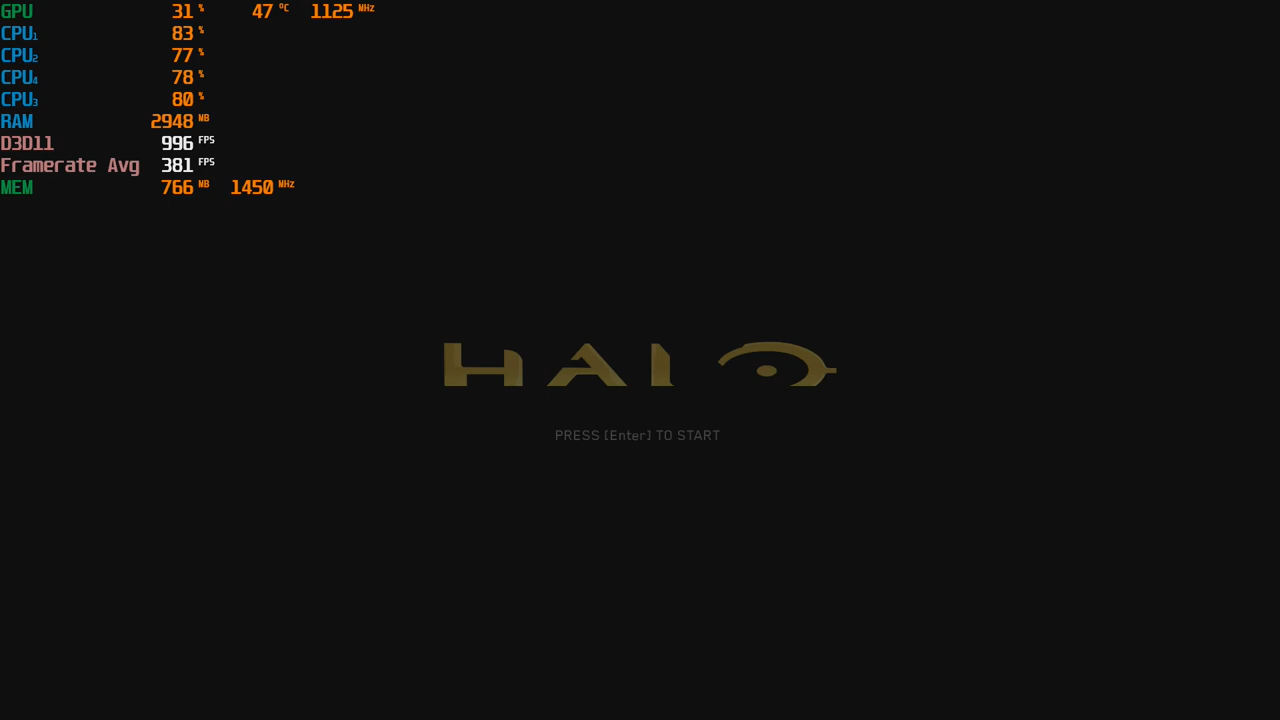 GPU 31 % 47 °C 1125 MHz
CPU1 83 %
CPU2 77 %
CPU4 78 %
CPU3 80 %
RAM 2948 MB
D3D11 996 FPS
Framerate Avg 381 FPS
MEM 766 MB 1450 MHz
HALO
PRESS [Enter] TO START